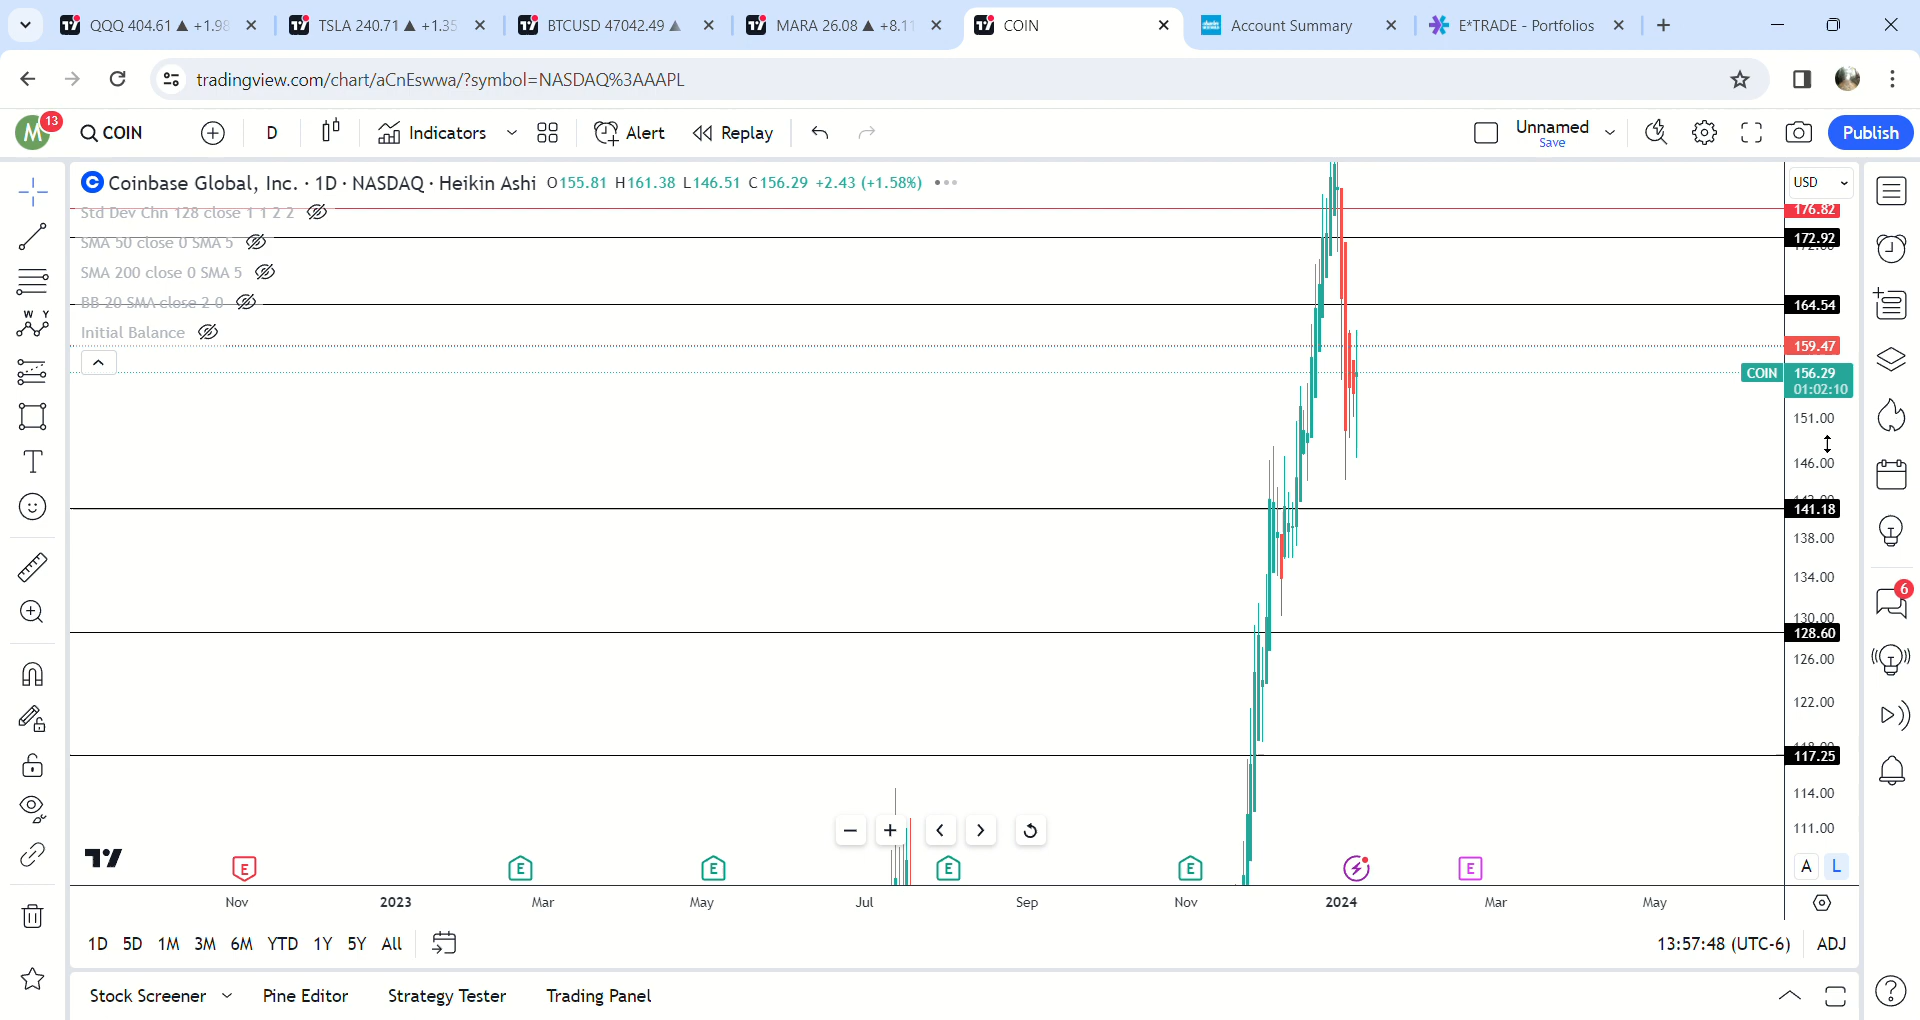 QQQ 404.61 ▲ +1.98
TSLA 240.71 ▲ +1.35
BTCUSD 47042.49 ▲
MARA 26.08 ▲ +8.11
COIN
Account Summary
E*TRADE - Portfolios
tradingview.com/chart/aCnEswwa/?symbol=NASDAQ%3AAAPL
M 13
COIN
D
Indicators
Alert
Replay
Unnamed
Save
Publish
Coinbase Global, Inc. · 1D · NASDAQ · Heikin Ashi O155.81 H161.38 L146.51 C156.29 +2.43 (+1.58%)
USD
Std Dev Chn 128 close 1 1 2 2
176.82
SMA 50 close 0 SMA 5
172.92
SMA 200 close 0 SMA 5
BB 20 SMA close 2 0
164.54
Initial Balance
159.47
COIN 156.29
01:02:10
151.00
146.00
141.18
138.00
134.00
130.00
128.60
126.00
122.00
117.25
114.00
111.00
A L
E E E E E E
Nov 2023 Mar May Jul Sep Nov 2024 Mar May
1D 5D 1M 3M 6M YTD 1Y 5Y All
13:57:48 (UTC-6) ADJ
Stock Screener Pine Editor Strategy Tester Trading Panel
6